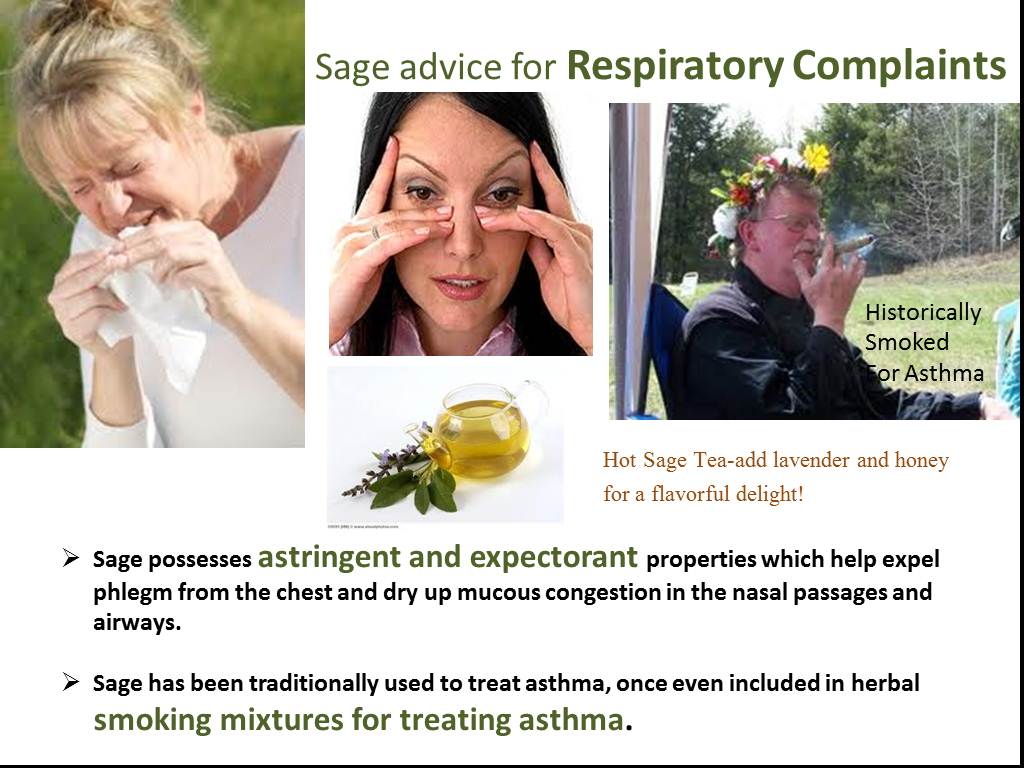 Sage advice for Respiratory Complaints
Historically
Smoked
For Asthma
Hot Sage Tea-add lavender and honey
for a flavorful delight!
Sage possesses astringent and expectorant properties which help expel
phlegm from the chest and dry up mucous congestion in the nasal passages and
airways.
Sage has been traditionally used to treat asthma, once even included in herbal
smoking mixtures for treating asthma.